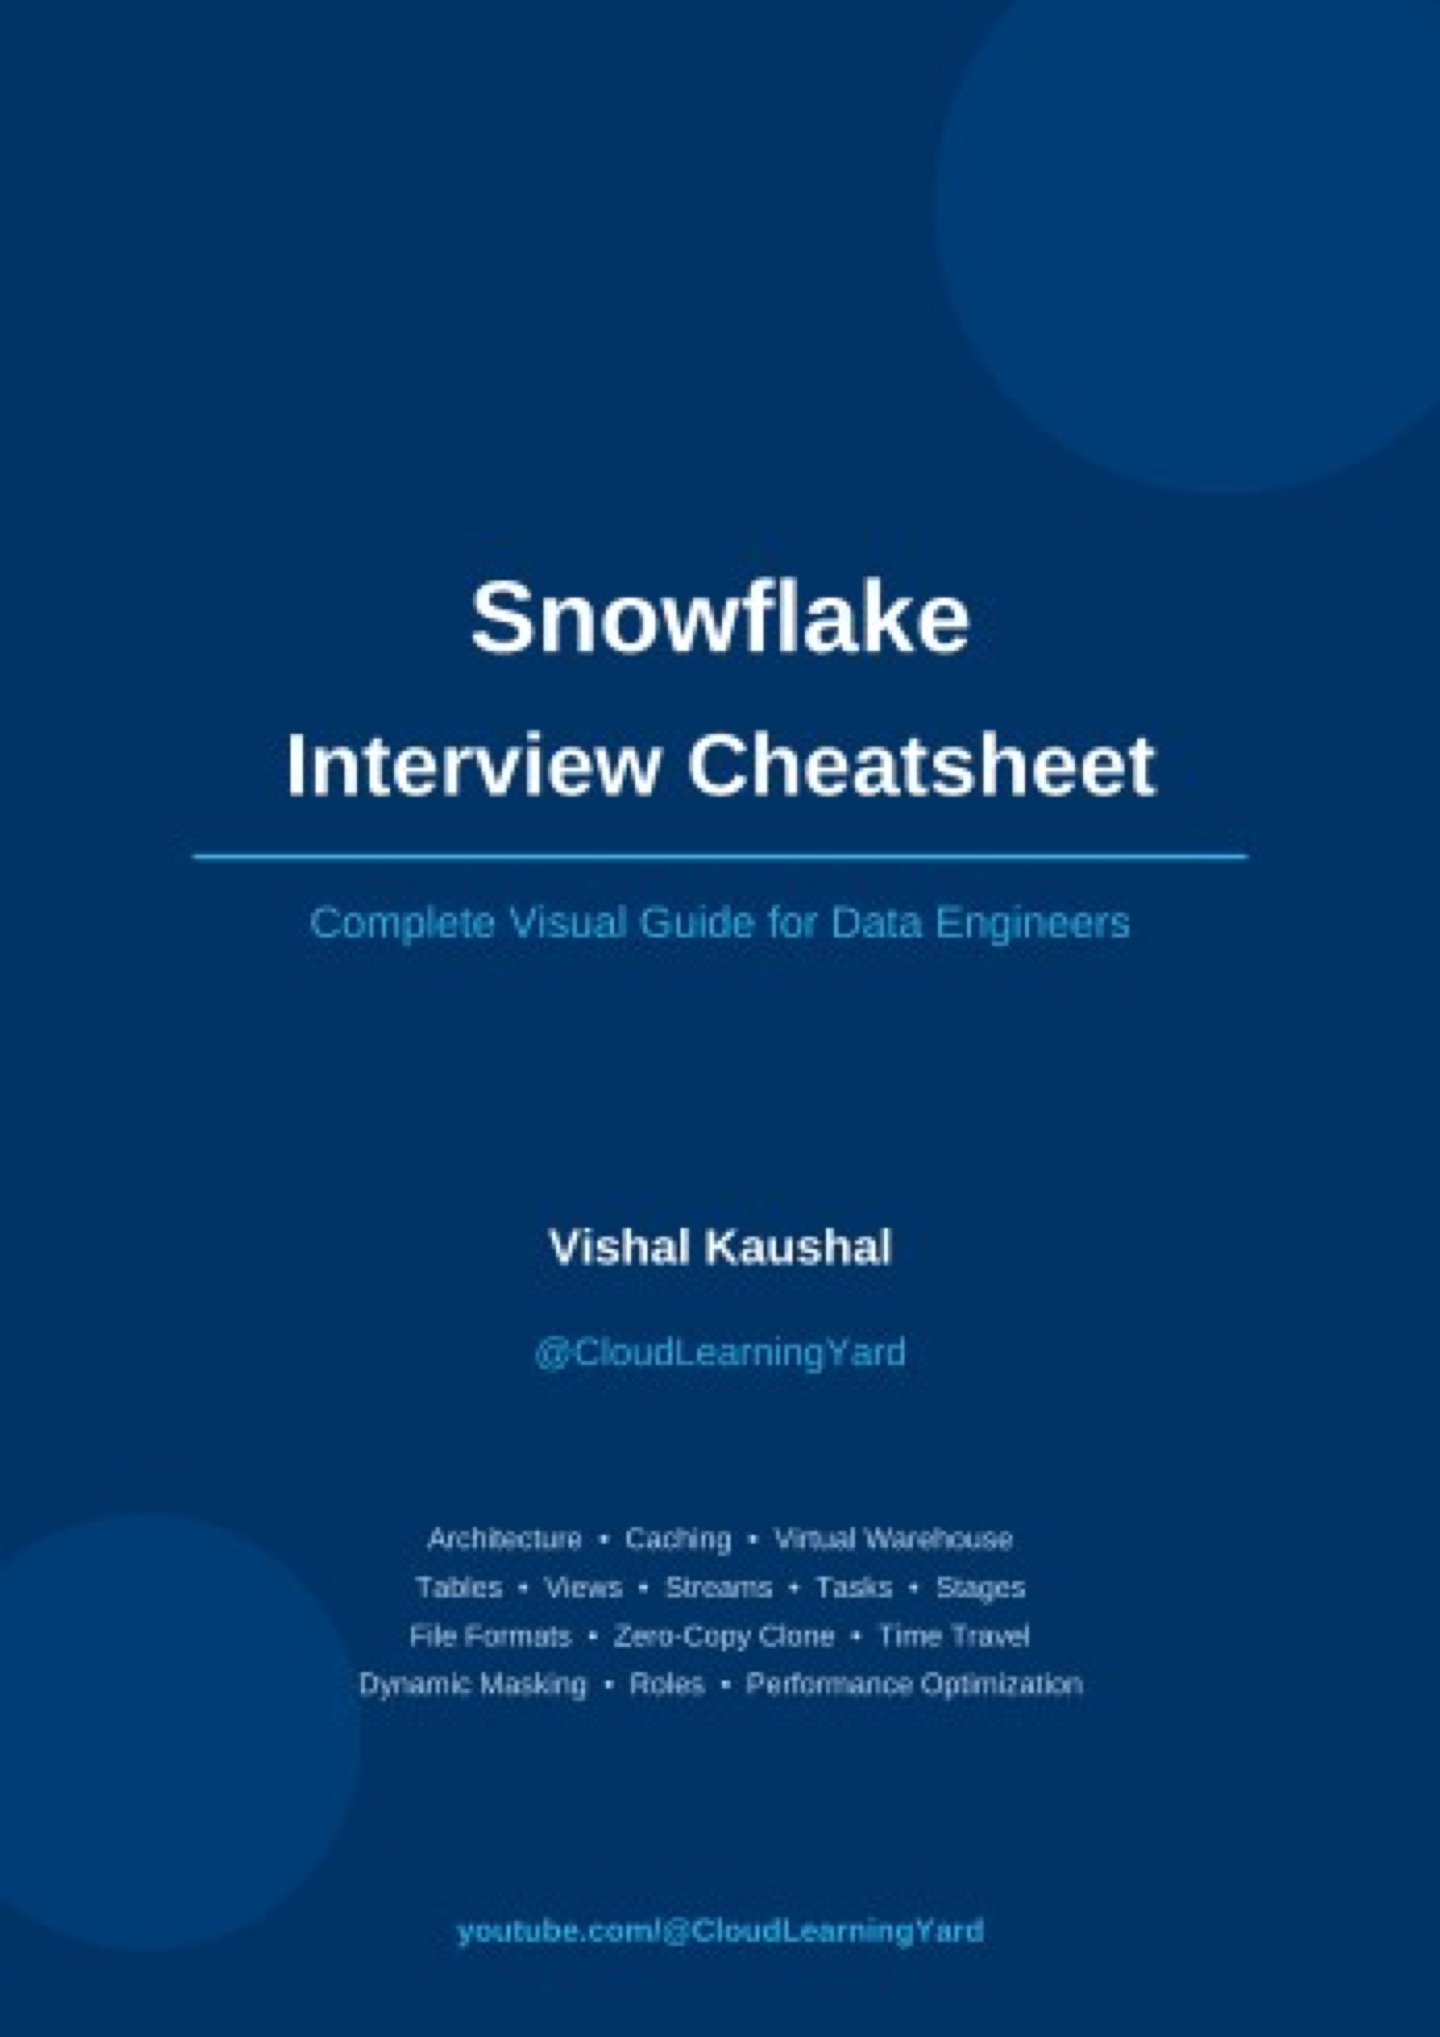 Snowflake
Interview Cheatsheet
Complete Visual Guide for Data Engineers
Vishal Kaushal
@CloudLearningYard
Architecture • Caching • Virtual Warehouse
Tables • Views • Streams • Tasks • Stages
File Formats • Zero-Copy Clone • Time Travel
Dynamic Masking • Roles • Performance Optimization
youtube.com/@CloudLearningYard